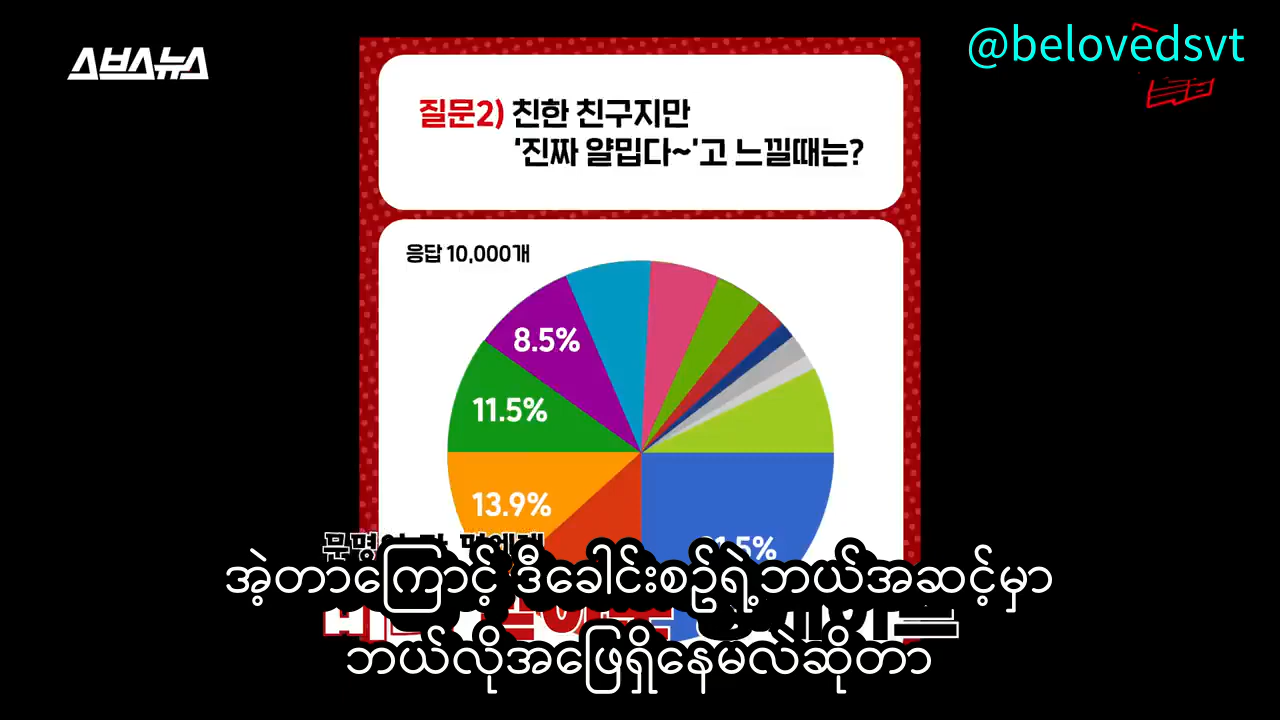 스브스뉴스
@belovedsvt
질문2) 친한 친구지만
‘진짜 얄밉다~’고 느낄때는?
응답 10,000개
8.5%
11.5%
13.9%
အဲ့တာကြောင့် ဒီခေါင်းစဥ်ရဲ့ဘယ်အဆင့်မှာ
ဘယ်လိုအဖြေရှိနေမလဲဆိုတာ